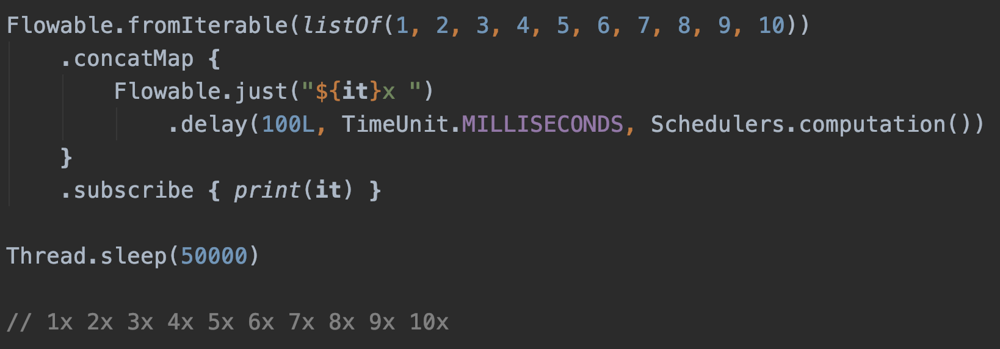 Flowable.fromIterable(listOf(1, 2, 3, 4, 5, 6, 7, 8, 9, 10))
    .concatMap {
        Flowable.just("${it}x ")
            .delay(100L, TimeUnit.MILLISECONDS, Schedulers.computation())
    }
    .subscribe { print(it) }

Thread.sleep(50000)

// 1x 2x 3x 4x 5x 6x 7x 8x 9x 10x